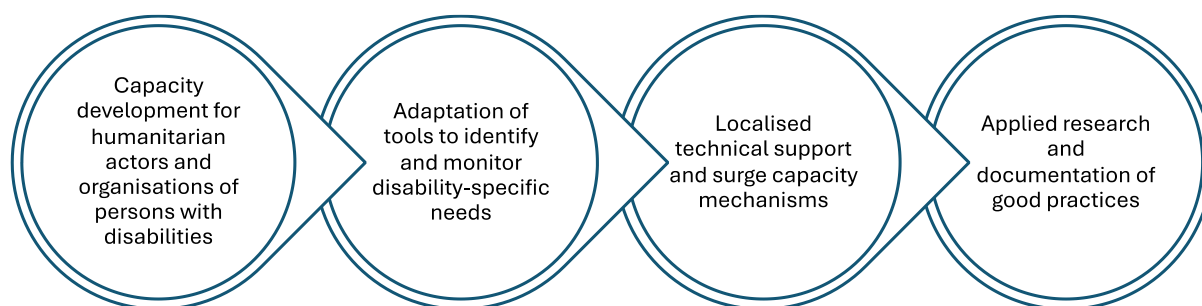 Capacity
development for
humanitarian
actors and
organisations of
persons with
disabilities
Adaptation of
tools to identify
and monitor
disability-specific
needs
Localised
technical support
and surge capacity
mechanisms
Applied research
and
documentation of
good practices